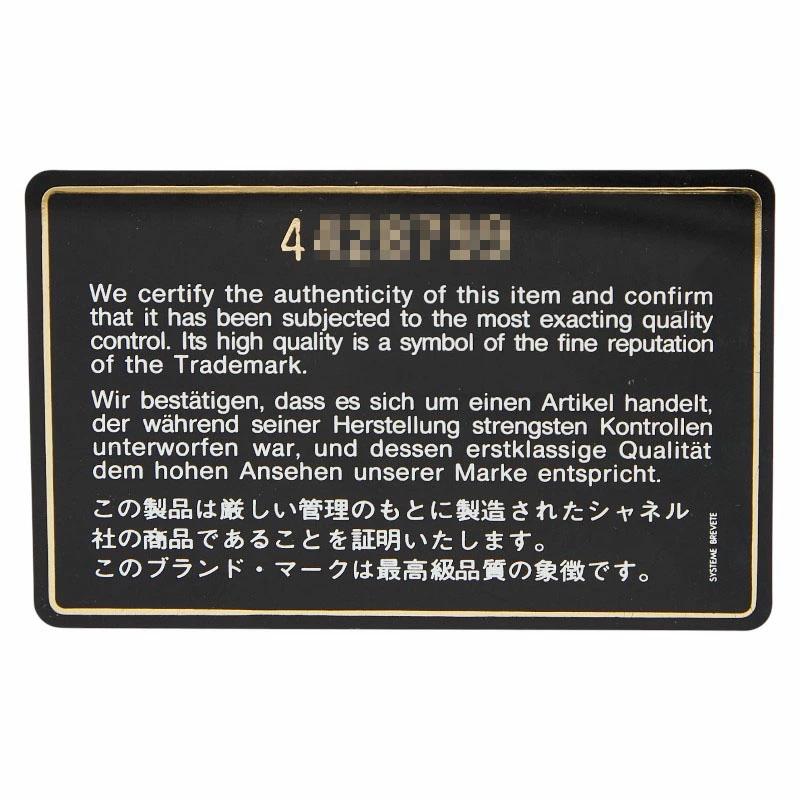 4
We certify the authenticity of this item and confirm
that it has been subjected to the most exacting quality
control. Its high quality is a symbol of the fine reputation
of the Trademark.
Wir bestätigen, dass es sich um einen Artikel handelt,
der während seiner Herstellung strengsten Kontrollen
unterworfen war, und dessen erstklassige Qualität
dem hohen Ansehen unserer Marke entspricht.
この製品は厳しい管理のもとに製造されたシャネル
社の商品であることを証明いたします。
このブランド・マークは最高級品質の象徴です。
SYSTEME BREVETE